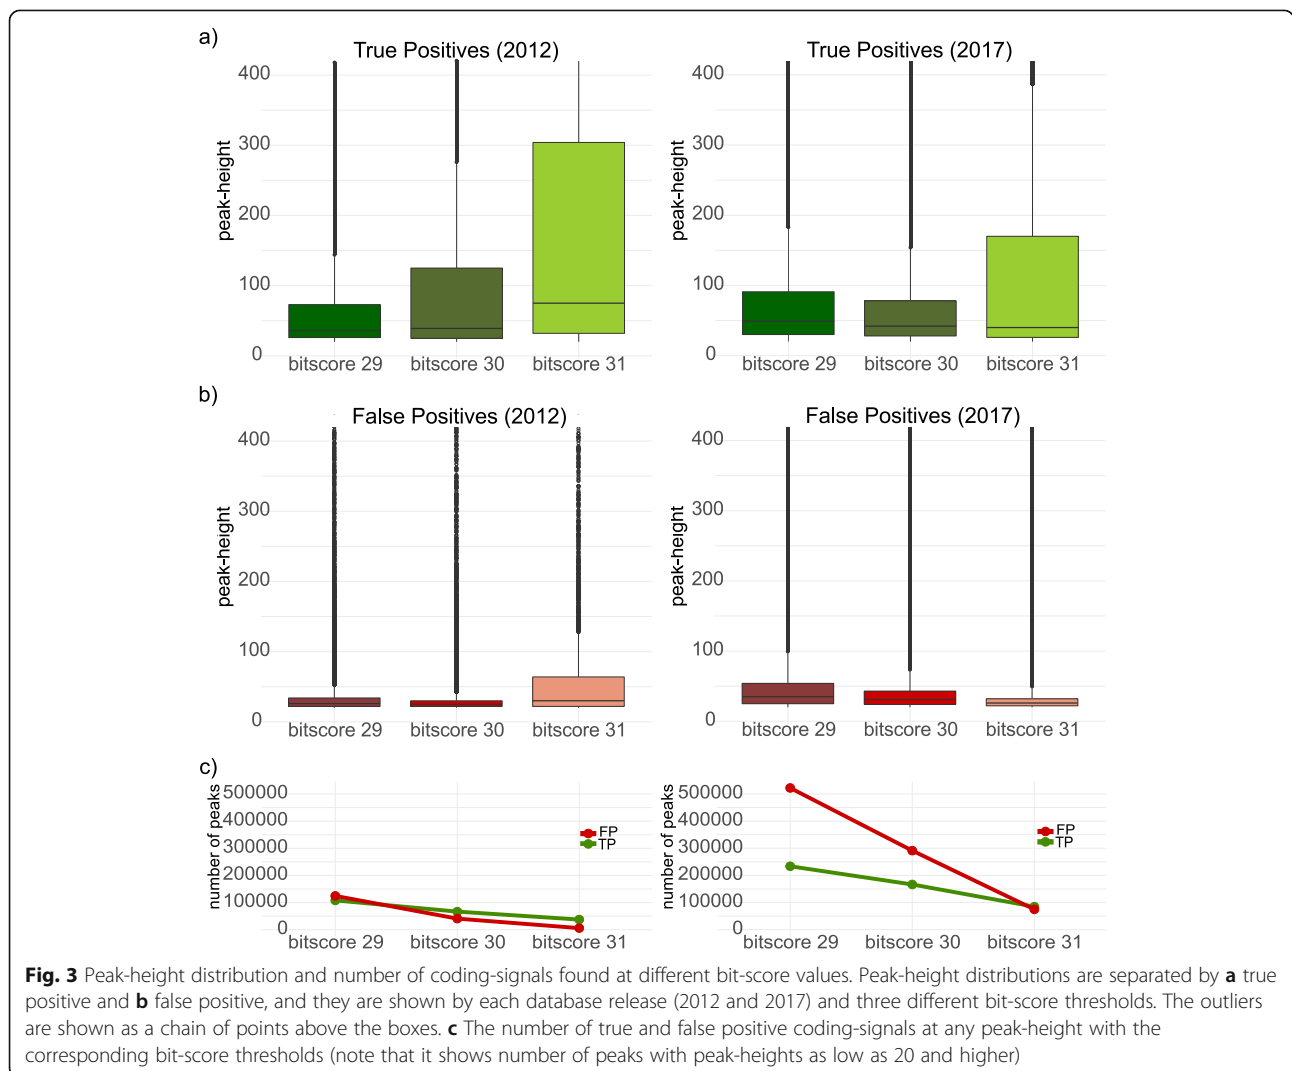 a)
True Positives (2012)
True Positives (2017)
400
300
200
100
0
peak-height
bitscore 29 bitscore 30 bitscore 31
400
300
200
100
0
peak-height
bitscore 29 bitscore 30 bitscore 31
b)
False Positives (2012)
False Positives (2017)
400
300
200
100
0
peak-height
bitscore 29 bitscore 30 bitscore 31
400
300
200
100
0
peak-height
bitscore 29 bitscore 30 bitscore 31
c)
500000
400000
300000
200000
100000
0
number of peaks
FP
TP
bitscore 29 bitscore 30 bitscore 31
500000
400000
300000
200000
100000
0
number of peaks
FP
TP
bitscore 29 bitscore 30 bitscore 31
Fig. 3 Peak-height distribution and number of coding-signals found at different bit-score values. Peak-height distributions are separated by a true
positive and b false positive, and they are shown by each database release (2012 and 2017) and three different bit-score thresholds. The outliers
are shown as a chain of points above the boxes. c The number of true and false positive coding-signals at any peak-height with the
corresponding bit-score thresholds (note that it shows number of peaks with peak-heights as low as 20 and higher)